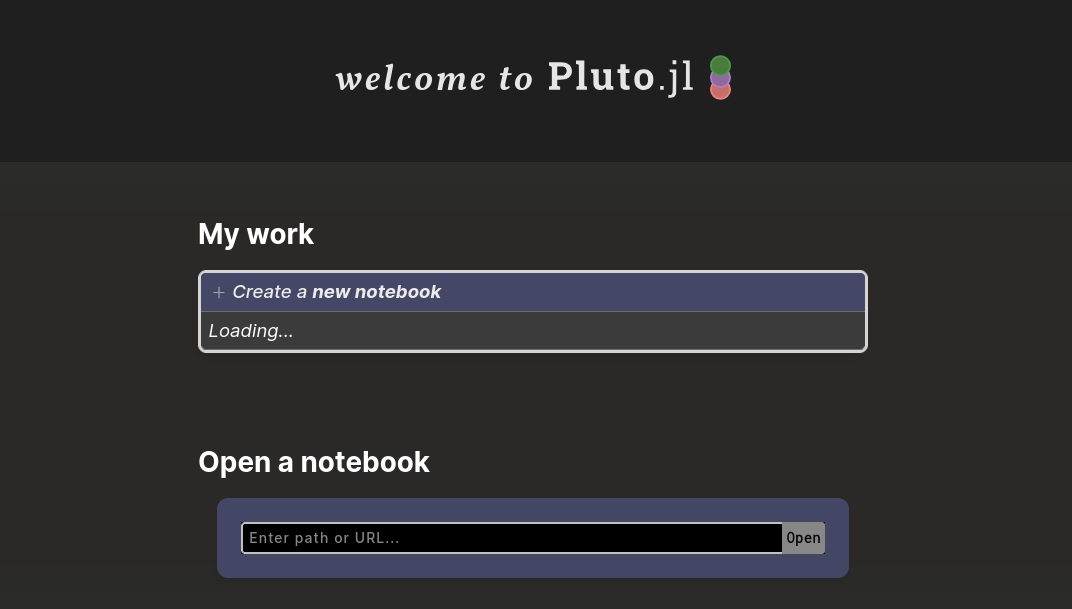 welcome to Pluto.jl
My work
+ Create a new notebook
Loading...
Open a notebook
Enter path or URL...
Open